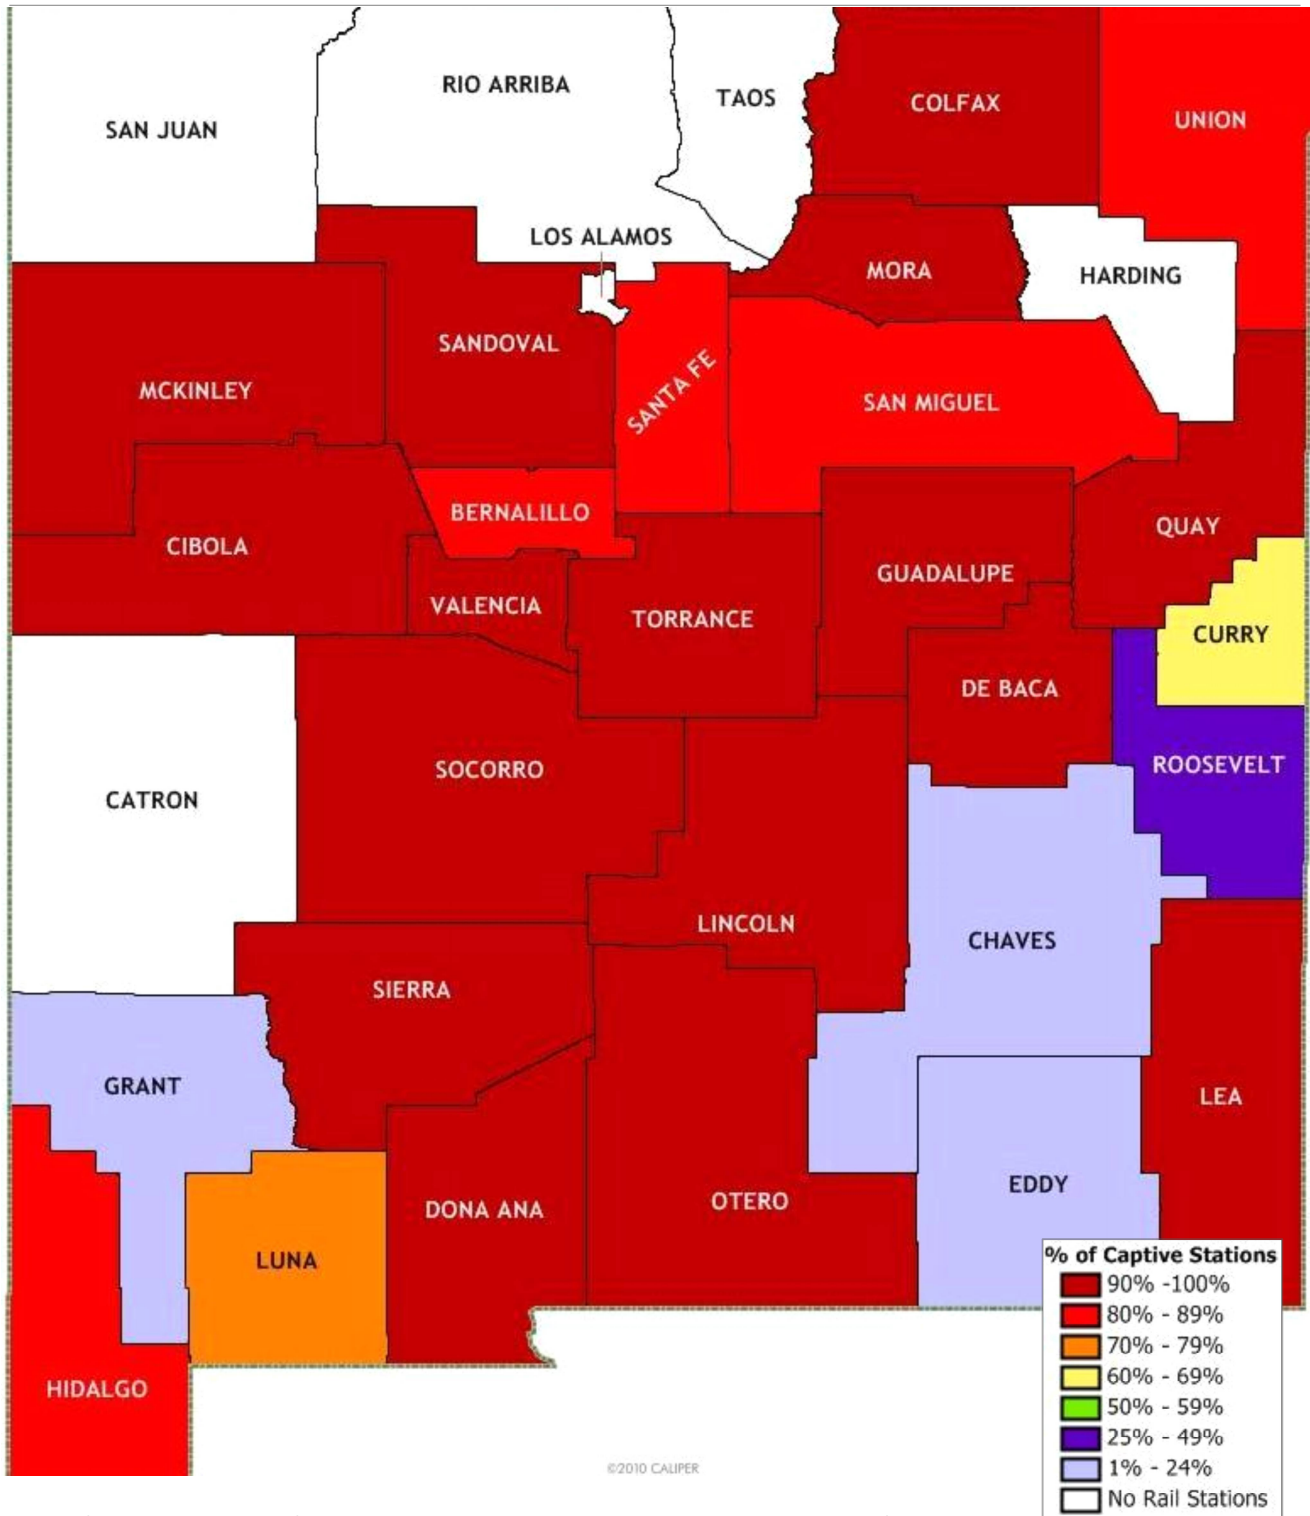 RIO ARRIBA
TAOS
COLFAX
UNION
SAN JUAN
LOS ALAMOS
MORA
HARDING
SANDOVAL
SANTA FE
MCKINLEY
SAN MIGUEL
BERNALILLO
QUAY
CIBOLA
GUADALUPE
VALENCIA
TORRANCE
CURRY
DE BACA
SOCORRO
ROOSEVELT
CATRON
LINCOLN
CHAVES
SIERRA
GRANT
LEA
EDDY
OTERO
DONA ANA
LUNA
HIDALGO
% of Captive Stations
90% -100%
80% - 89%
70% - 79%
60% - 69%
50% - 59%
25% - 49%
1% - 24%
No Rail Stations
©2010 CALIPER